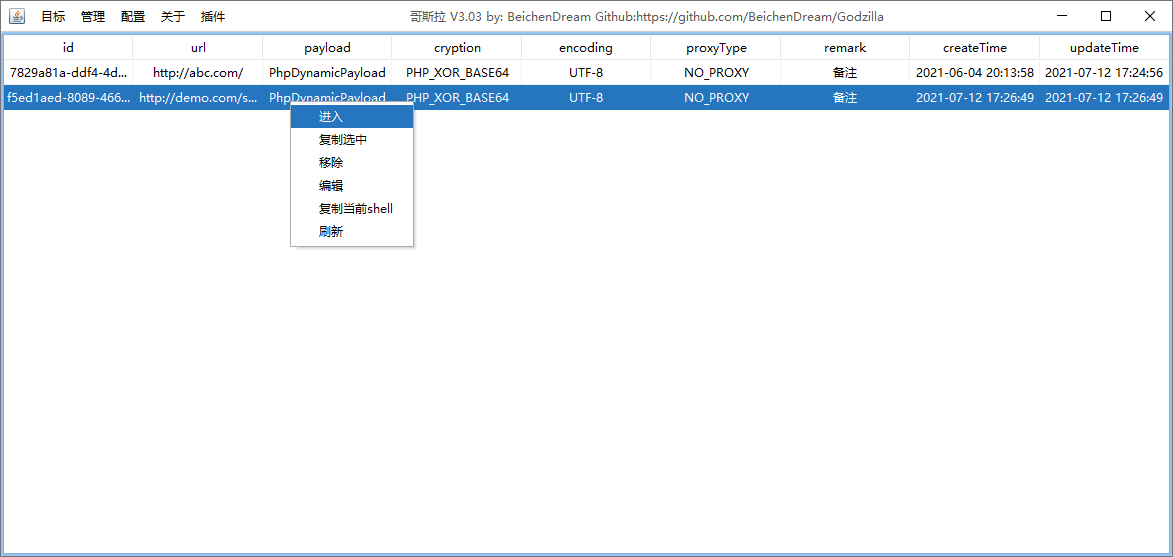 目标 管理 配置 关于 插件 哥斯拉 V3.03 by: BeichenDream Github:https://github.com/BeichenDream/Godzilla
id url payload cryption encoding proxyType remark createTime updateTime
7829a81a-ddf4-4d... http://abc.com/ PhpDynamicPayload PHP_XOR_BASE64 UTF-8 NO_PROXY 备注 2021-06-04 20:13:58 2021-07-12 17:24:56
f5ed1aed-8089-466... http://demo.com/s... PhpDynamicPayload PHP_XOR_BASE64 UTF-8 NO_PROXY 备注 2021-07-12 17:26:49 2021-07-12 17:26:49
进入
复制选中
移除
编辑
复制当前shell
刷新